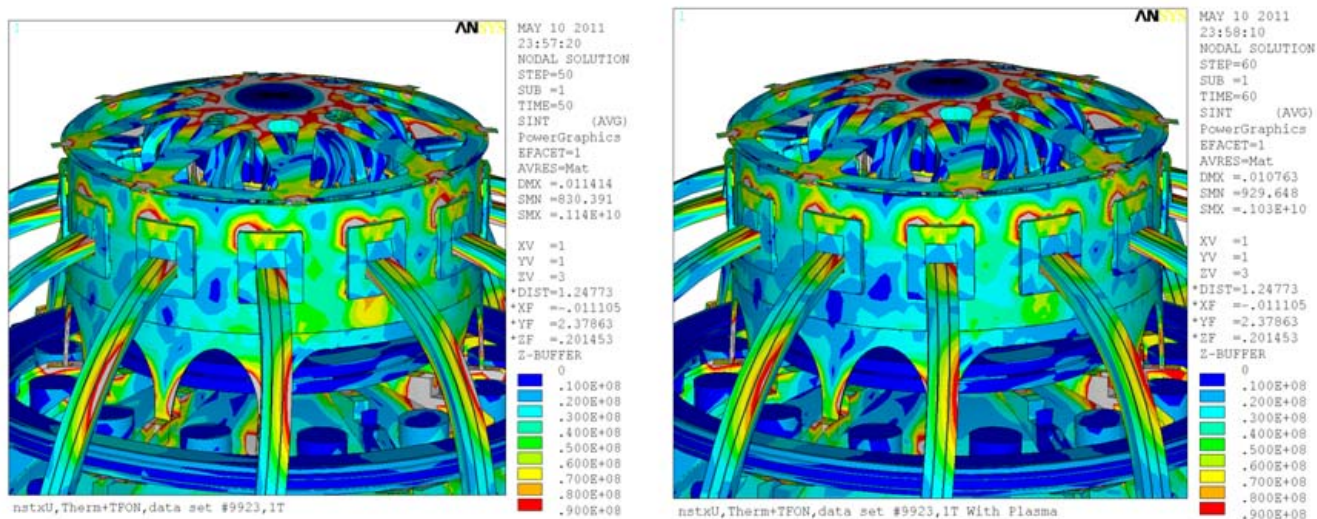 1
ANSYS
MAY 10 2011
23:57:20
NODAL SOLUTION
STEP=50
SUB =1
TIME=50
SINT (AVG)
PowerGraphics
EFACET=1
AVRES=Mat
DMX =.011414
SMN =830.391
SMX =.114E+10
XV =1
YV =1
ZV =3
*DIST=1.24773
*XF =-.011105
*YF =2.37863
*ZF =.201453
Z-BUFFER
0
.100E+08
.200E+08
.300E+08
.400E+08
.500E+08
.600E+08
.700E+08
.800E+08
.900E+08
nstxU,Therm+TFON,data set #9923,1T
1
ANSYS
MAY 10 2011
23:58:10
NODAL SOLUTION
STEP=60
SUB =1
TIME=60
SINT (AVG)
PowerGraphics
EFACET=1
AVRES=Mat
DMX =.010763
SMN =929.648
SMX =.103E+10
XV =1
YV =1
ZV =3
*DIST=1.24773
*XF =-.011105
*YF =2.37863
*ZF =.201453
Z-BUFFER
0
.100E+08
.200E+08
.300E+08
.400E+08
.500E+08
.600E+08
.700E+08
.800E+08
.900E+08
nstxU,Therm+TFON,data set #9923,1T With Plasma